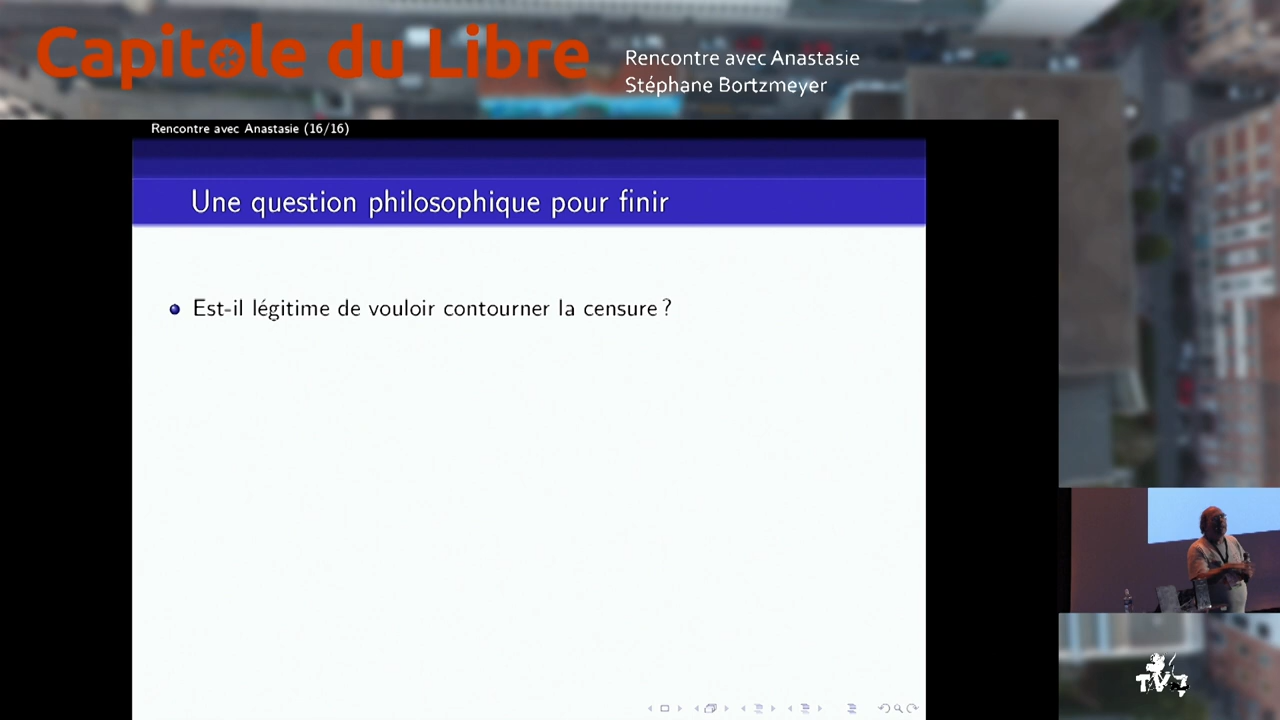 Capitole du Libre
Rencontre avec Anastasie
Stéphane Bortzmeyer
Rencontre avec Anastasie (16/16)
Une question philosophique pour finir
Est-il légitime de vouloir contourner la censure ?
TV7